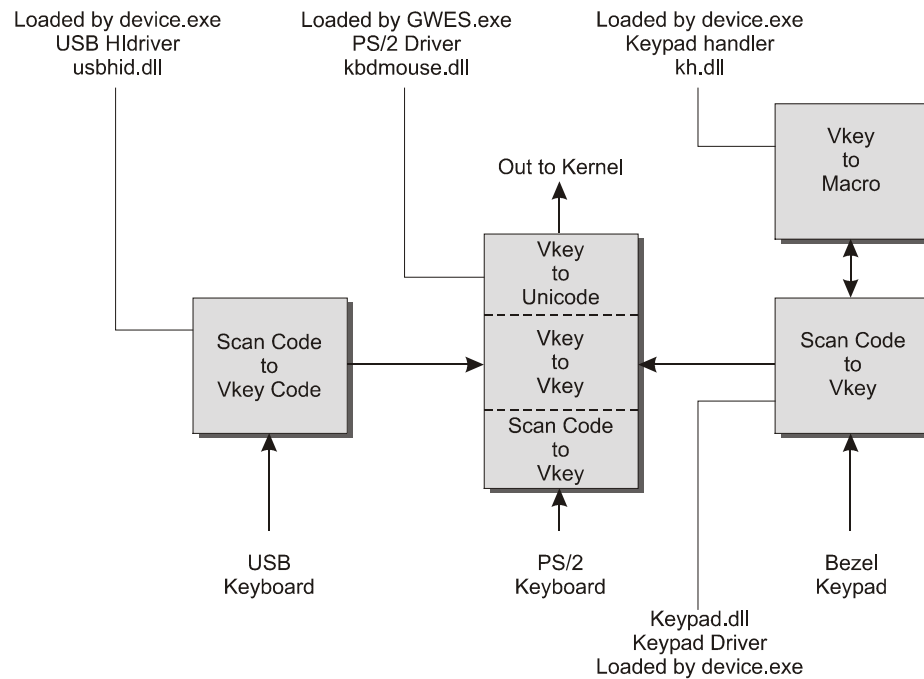 Loaded by device.exe
USB HIdriver
usbhid.dll
Loaded by GWES.exe
PS/2 Driver
kbdmouse.dll
Loaded by device.exe
Keypad handler
kh.dll
Vkey
to
Macro
Out to Kernel
Vkey
to
Unicode
Scan Code
to
Vkey Code
Vkey
to
Vkey
Scan Code
to
Vkey
Scan Code
to
Vkey
USB
Keyboard
PS/2
Keyboard
Bezel
Keypad
Keypad.dll
Keypad Driver
Loaded by device.exe